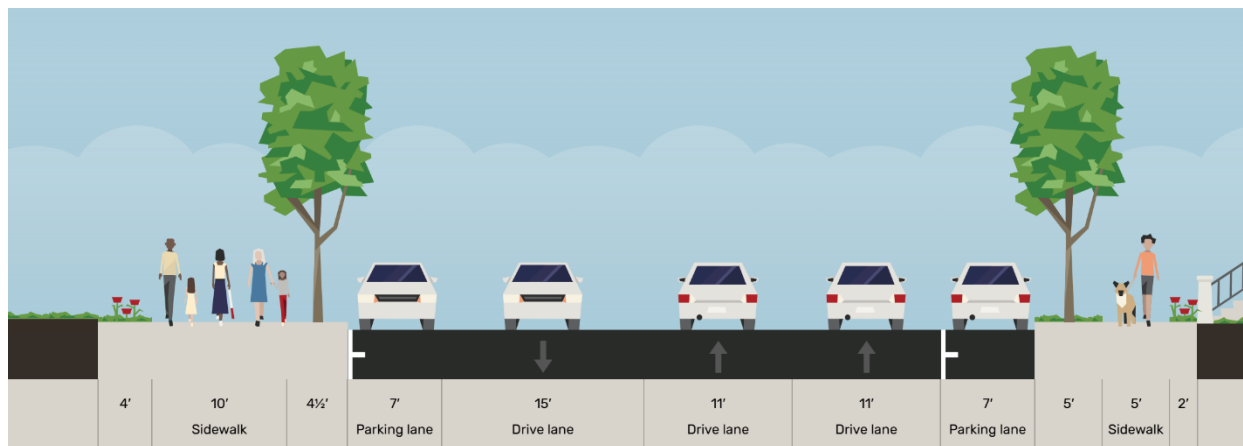 4′ 10′ 4½′ 7′ 15′ 11′ 11′ 7′ 5′ 5′ 2′
Sidewalk Parking lane Drive lane Drive lane Drive lane Parking lane Sidewalk